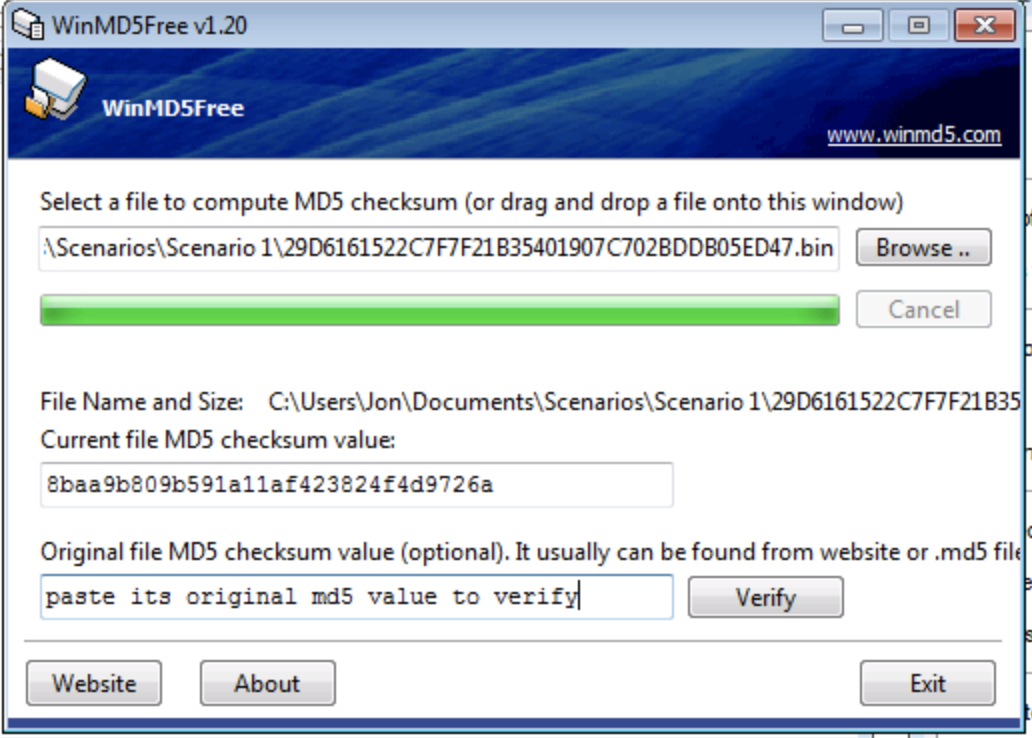 WinMD5Free v1.20
WinMD5Free
www.winmd5.com
Select a file to compute MD5 checksum (or drag and drop a file onto this window)
:\Scenarios\Scenario 1\29D6161522C7F7F21B35401907C702BDDB05ED47.bin
Browse ..
Cancel
File Name and Size: C:\Users\Jon\Documents\Scenarios\Scenario 1\29D6161522C7F7F21B35
Current file MD5 checksum value:
8baa9b809b591a11af423824f4d9726a
Original file MD5 checksum value (optional). It usually can be found from website or .md5 file
paste its original md5 value to verify
Verify
Website
About
Exit